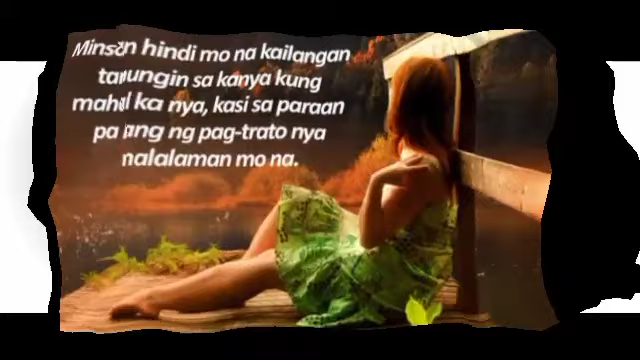 Minsan hindi mo na kailangan
tanungin sa kanya kung
mahal ka nya, kasi sa paraan
pa lang ng pag-trato nya
nalalaman mo na.